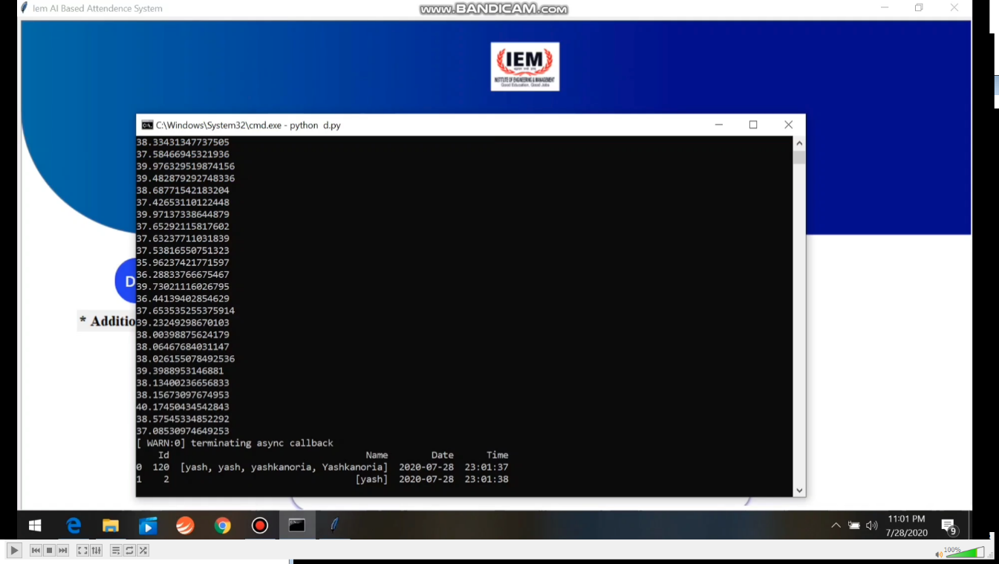 Iem AI Based Attendence System
www.BANDICAM.com
IEM
INSTITUTE OF ENGINEERING & MANAGEMENT
Good Education, Good Jobs
C:\Windows\System32\cmd.exe - python  d.py
38.33431347737505
37.58466945321936
39.976329519874156
39.482879292748336
38.68771542183204
37.42653110122448
39.97137338644879
37.65292115817602
37.63237711031839
37.53816550751323
35.96237421771597
36.28833766675467
39.73021116026795
36.44139402854629
37.653535255375914
39.23249298670103
38.00398875624179
38.06467684031147
38.026155078492536
39.3988953146881
38.13400236656833
38.15673097674953
40.17450434542843
38.57545334852292
37.08530974649253
[ WARN:0] terminating async callback
Id Name Date Time
0 120 [yash, yash, yashkanoria, Yashkanoria] 2020-07-28 23:01:37
1 2 [yash] 2020-07-28 23:01:38
D
* Additio
11:01 PM
7/28/2020
9
100%